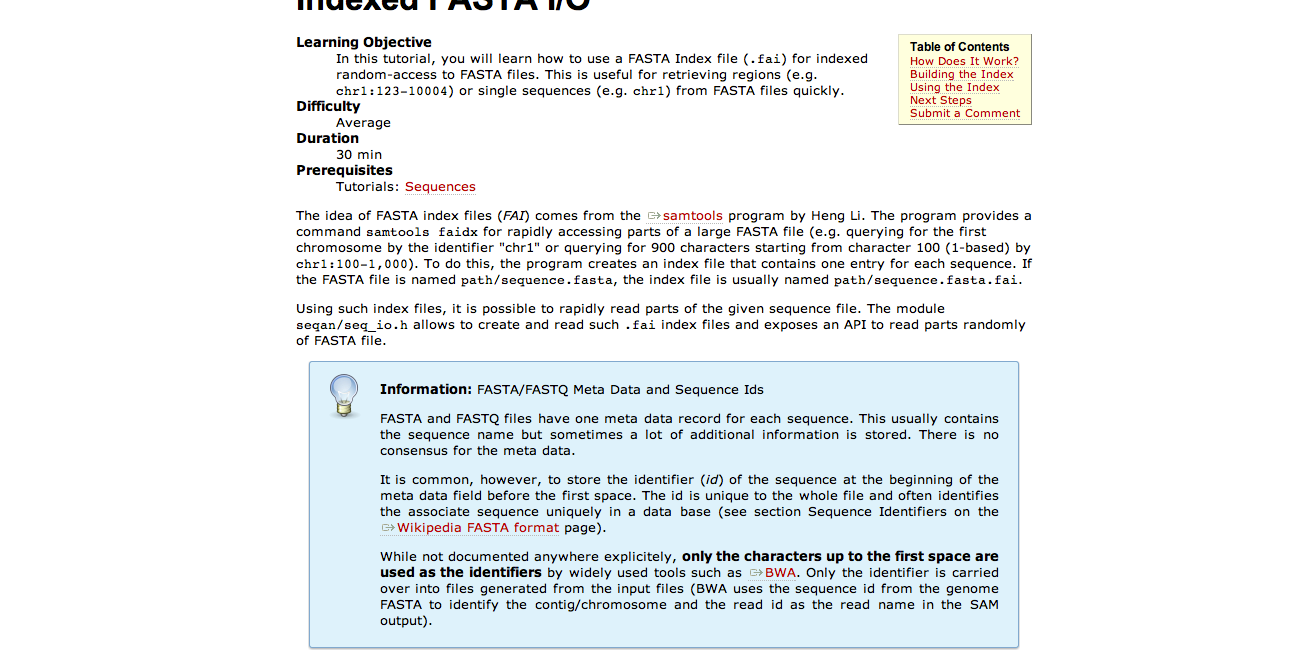 Indexed FASTA I/O
Learning Objective
In this tutorial, you will learn how to use a FASTA Index file (.fai) for indexed
random-access to FASTA files. This is useful for retrieving regions (e.g.
chr1:123-10004) or single sequences (e.g. chr1) from FASTA files quickly.
Difficulty
Average
Duration
30 min
Prerequisites
Tutorials: Sequences
Table of Contents
How Does It Work?
Building the Index
Using the Index
Next Steps
Submit a Comment
The idea of FASTA index files (FAI) comes from the samtools program by Heng Li. The program provides a
command samtools faidx for rapidly accessing parts of a large FASTA file (e.g. querying for the first
chromosome by the identifier "chr1" or querying for 900 characters starting from character 100 (1-based) by
chr1:100-1,000). To do this, the program creates an index file that contains one entry for each sequence. If
the FASTA file is named path/sequence.fasta, the index file is usually named path/sequence.fasta.fai.
Using such index files, it is possible to rapidly read parts of the given sequence file. The module
seqan/seq_io.h allows to create and read such .fai index files and exposes an API to read parts randomly
of FASTA file.
Information: FASTA/FASTQ Meta Data and Sequence Ids
FASTA and FASTQ files have one meta data record for each sequence. This usually contains
the sequence name but sometimes a lot of additional information is stored. There is no
consensus for the meta data.
It is common, however, to store the identifier (id) of the sequence at the beginning of the
meta data field before the first space. The id is unique to the whole file and often identifies
the associate sequence uniquely in a data base (see section Sequence Identifiers on the
Wikipedia FASTA format page).
While not documented anywhere explicitly, only the characters up to the first space are
used as the identifiers by widely used tools such as BWA. Only the identifier is carried
over into files generated from the input files (BWA uses the sequence id from the genome
FASTA to identify the contig/chromosome and the read id as the read name in the SAM
output).